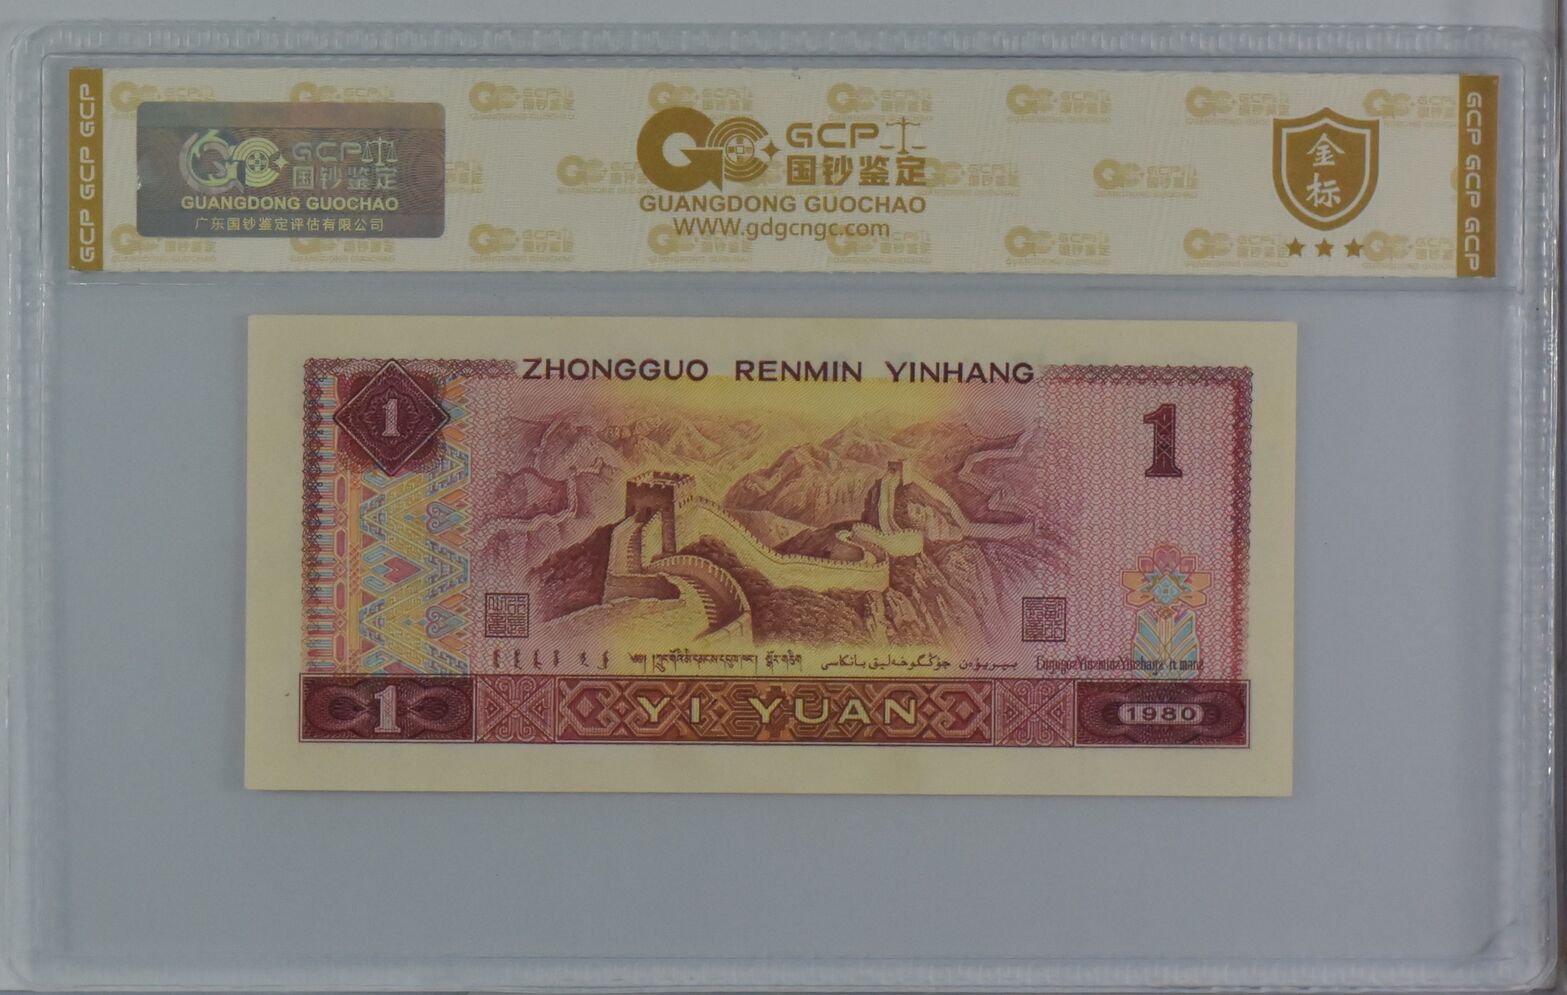 GCP GCP GCP
GCP 国钞鉴定
GUANGDONG GUOCHAO
广东国钞鉴定评估有限公司
GCP
国钞鉴定
GUANGDONG GUOCHAO
WWW.gdgcngc.com
金标
GCP GCP GCP
ZHONGGUO RENMIN YINHANG
1
1
1
YI YUAN
1980